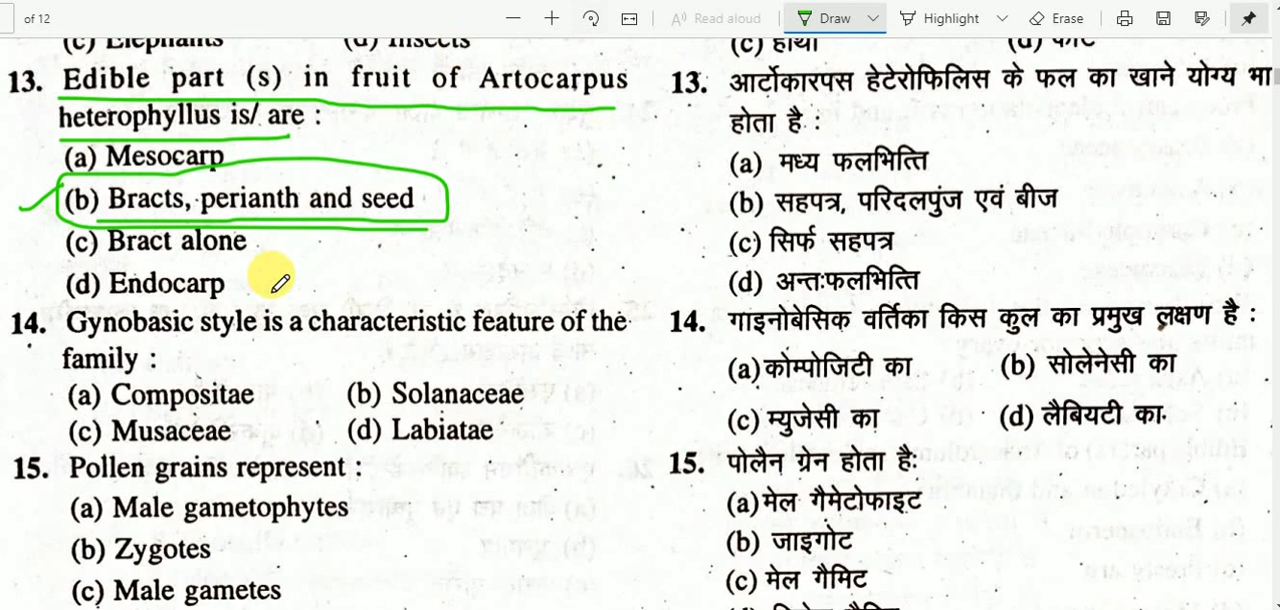 of 12
Read aloud
Draw
Highlight
Erase
(c) Elephants (d) Insects
13. Edible part (s) in fruit of Artocarpus
heterophyllus is/ are :
(a) Mesocarp
(b) Bracts, perianth and seed
(c) Bract alone
(d) Endocarp
14. Gynobasic style is a characteristic feature of the
family :
(a) Compositae (b) Solanaceae
(c) Musaceae (d) Labiatae
15. Pollen grains represent :
(a) Male gametophytes
(b) Zygotes
(c) Male gametes
(c) हाथी
13. आर्टोकारपस हेटेरोफिलिस के फल का खाने योग्य भा
होता है :
(a) मध्य फलभित्ति
(b) सहपत्र, परिदलपुंज एवं बीज
(c) सिर्फ सहपत्र
(d) अन्तःफलभित्ति
14. गाइनोबेसिक वर्तिका किस कुल का प्रमुख लक्षण है :
(a) कोम्पोजिटी का (b) सोलेनेसी का
(c) म्युजेसी का (d) लैबियटी का
15. पोलैन ग्रेन होता है:
(a) मेल गैमेटोफाइट
(b) जाइगोट
(c) मेल गैमिट